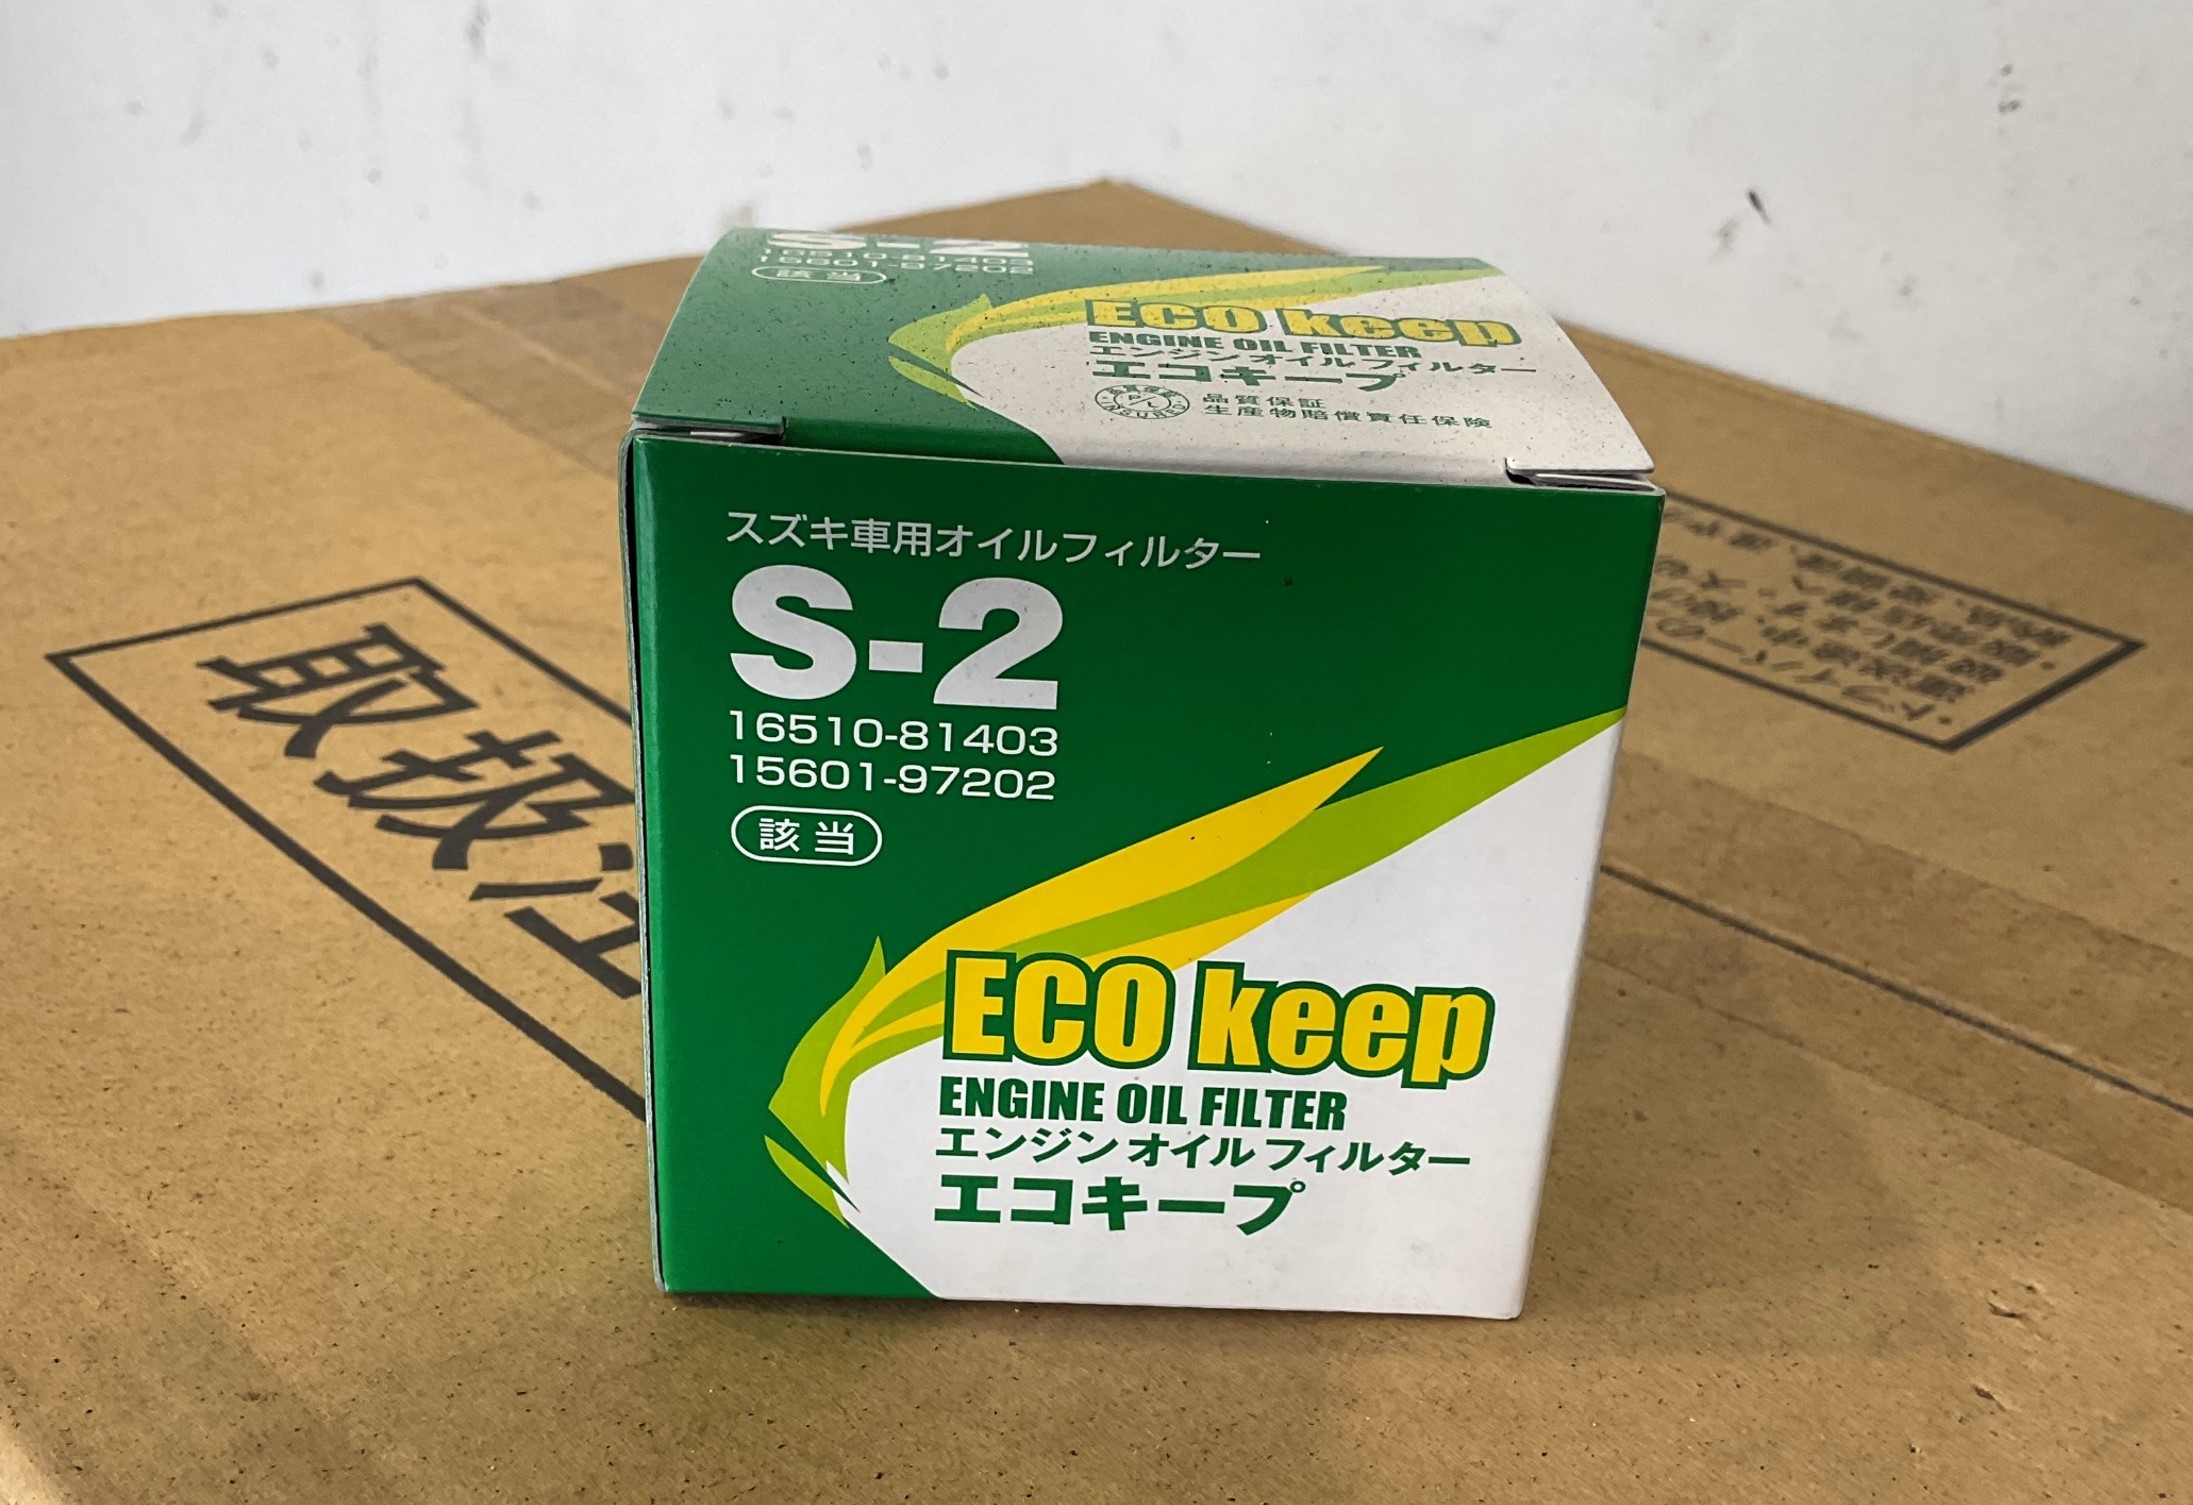 S-2
16510-81403
15601-97202
該当
ECO keep
ENGINE OIL FILTER
エンジンオイルフィルター
エコキープ
品質保証
生産物賠償責任保険
スズキ車用オイルフィルター
S-2
16510-81403
15601-97202
該当
ECO keep
ENGINE OIL FILTER
エンジン オイル フィルター
エコキープ
取扱注